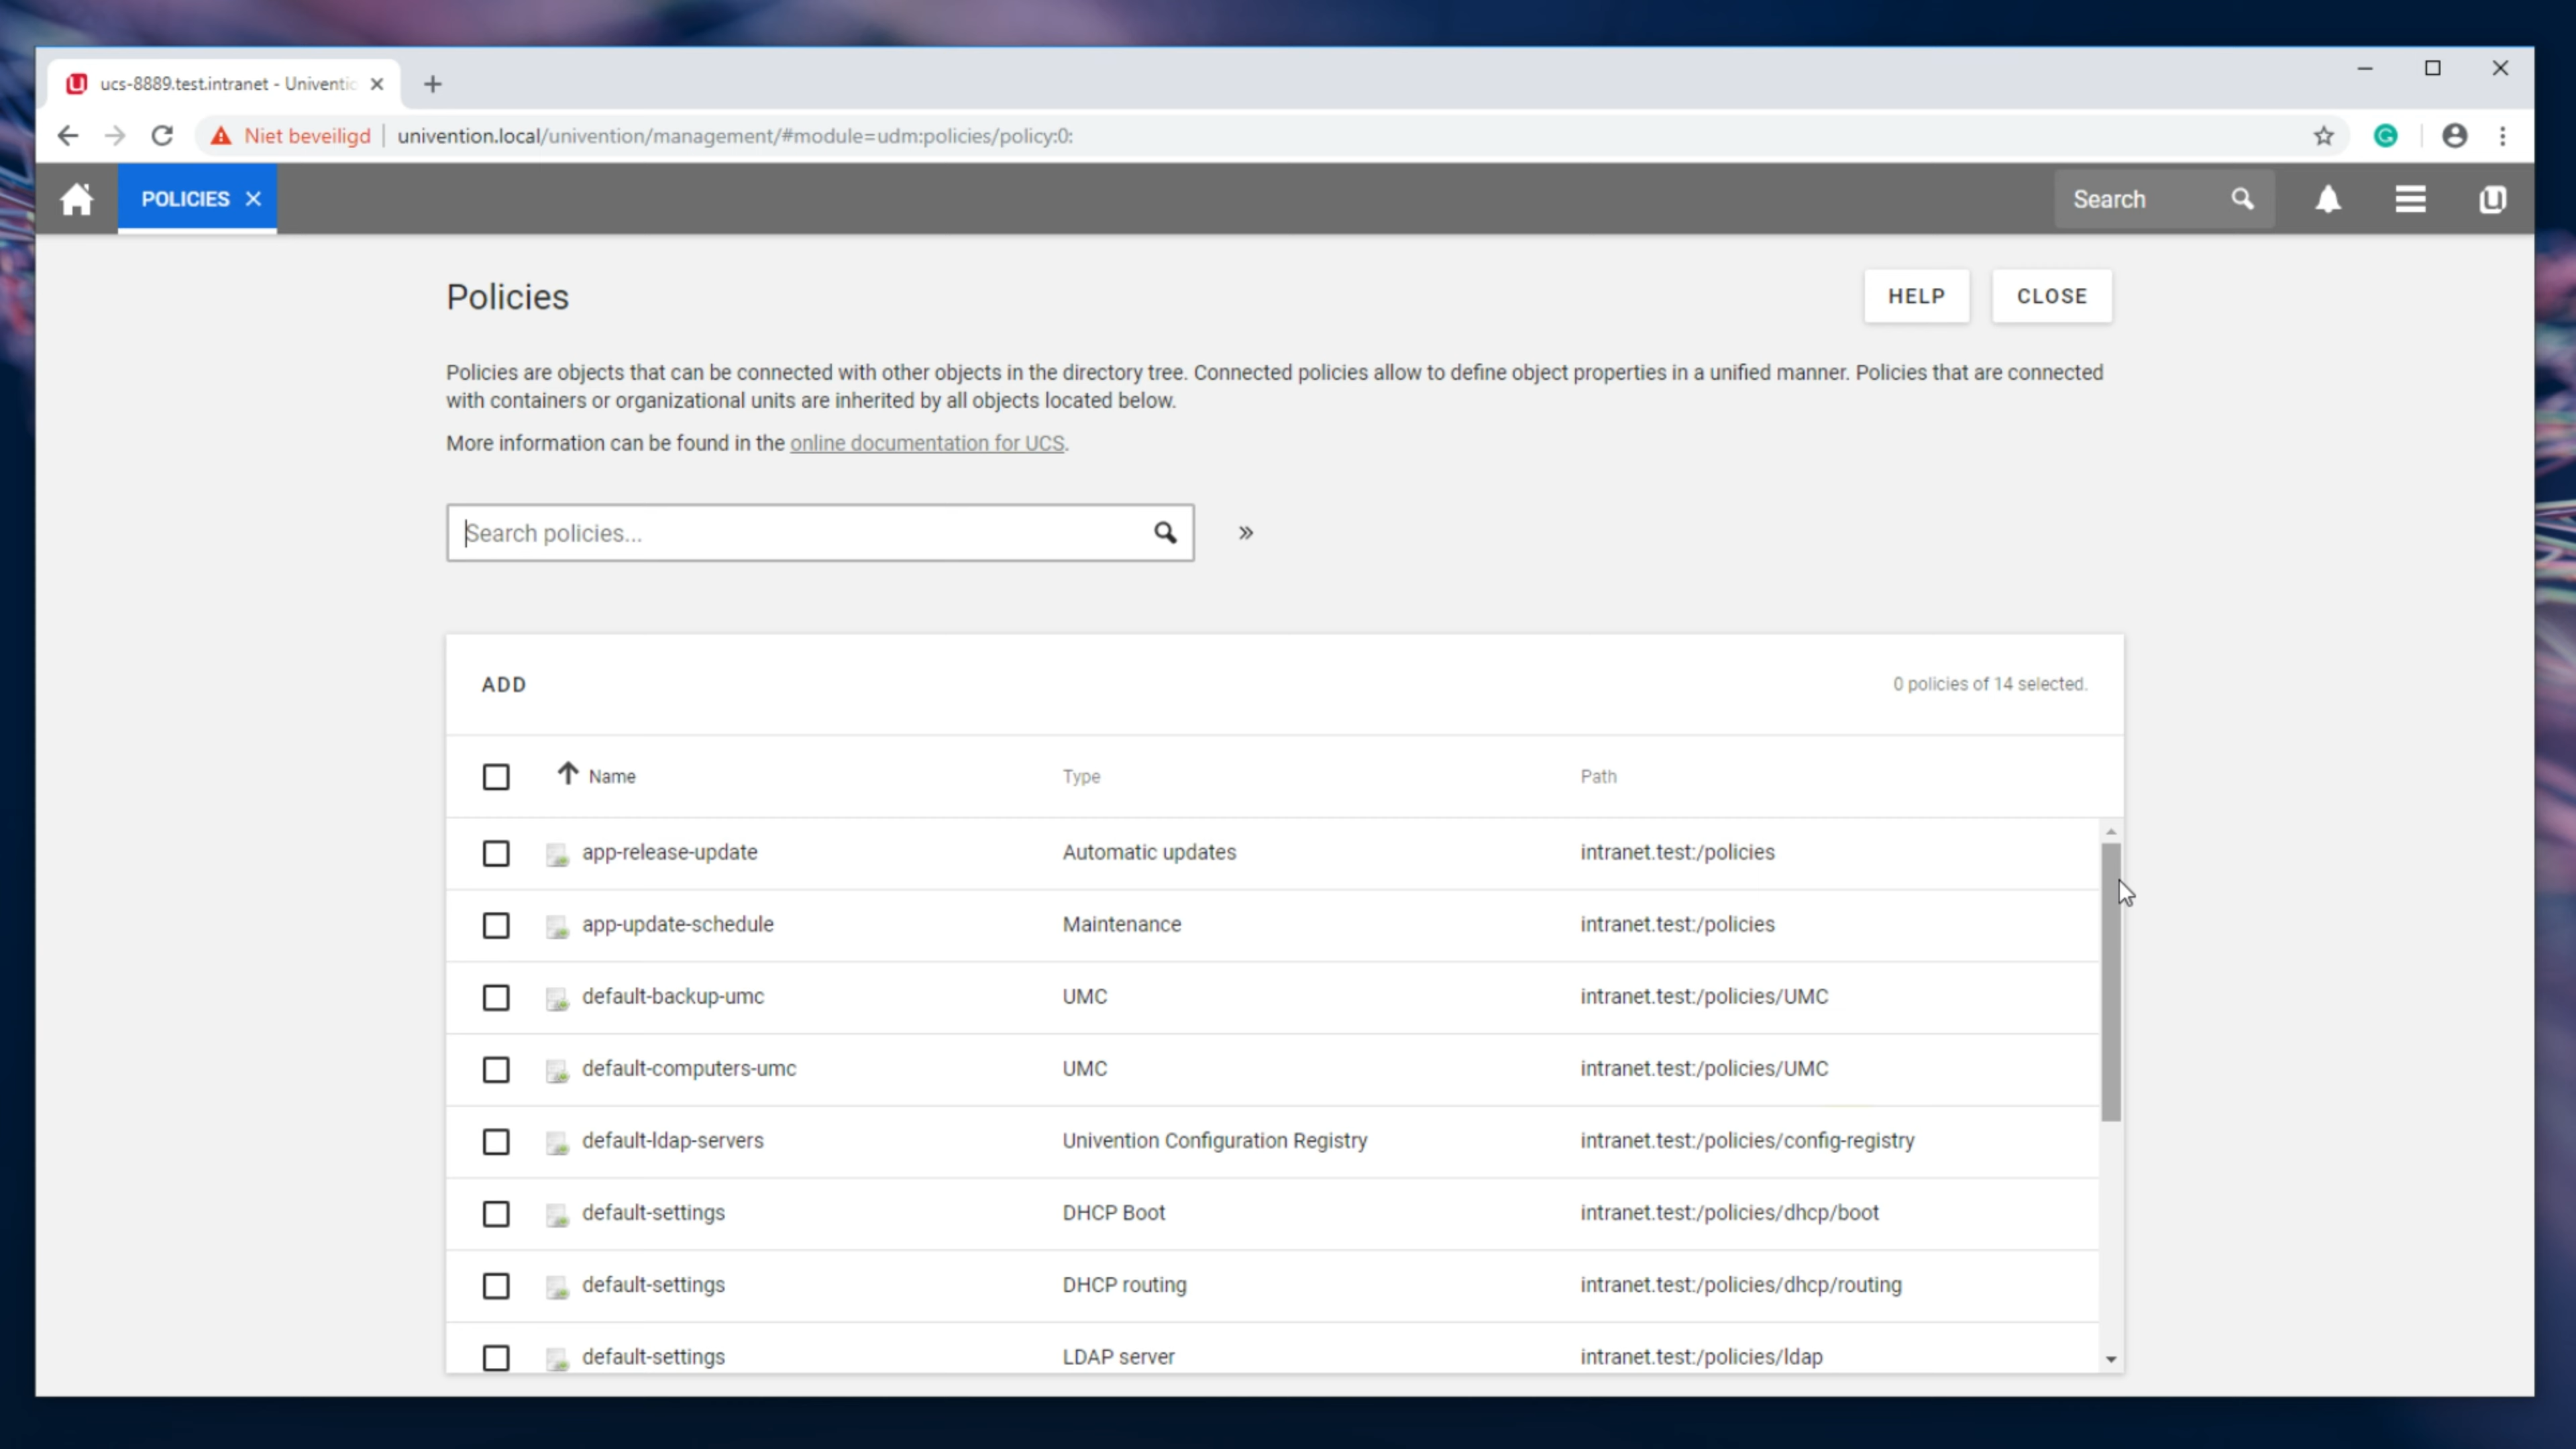 ucs-8889.test.intranet - Univentic
Niet beveiligd
univention.local/univention/management/#module=udm:policies/policy:0:
POLICIES
Search
Policies
HELP
CLOSE
Policies are objects that can be connected with other objects in the directory tree. Connected policies allow to define object properties in a unified manner. Policies that are connected
with containers or organizational units are inherited by all objects located below.
More information can be found in the online documentation for UCS.
Search policies...
ADD
0 policies of 14 selected.
Name Type Path
app-release-update Automatic updates intranet.test:/policies
app-update-schedule Maintenance intranet.test:/policies
default-backup-umc UMC intranet.test:/policies/UMC
default-computers-umc UMC intranet.test:/policies/UMC
default-ldap-servers Univention Configuration Registry intranet.test:/policies/config-registry
default-settings DHCP Boot intranet.test:/policies/dhcp/boot
default-settings DHCP routing intranet.test:/policies/dhcp/routing
default-settings LDAP server intranet.test:/policies/ldap